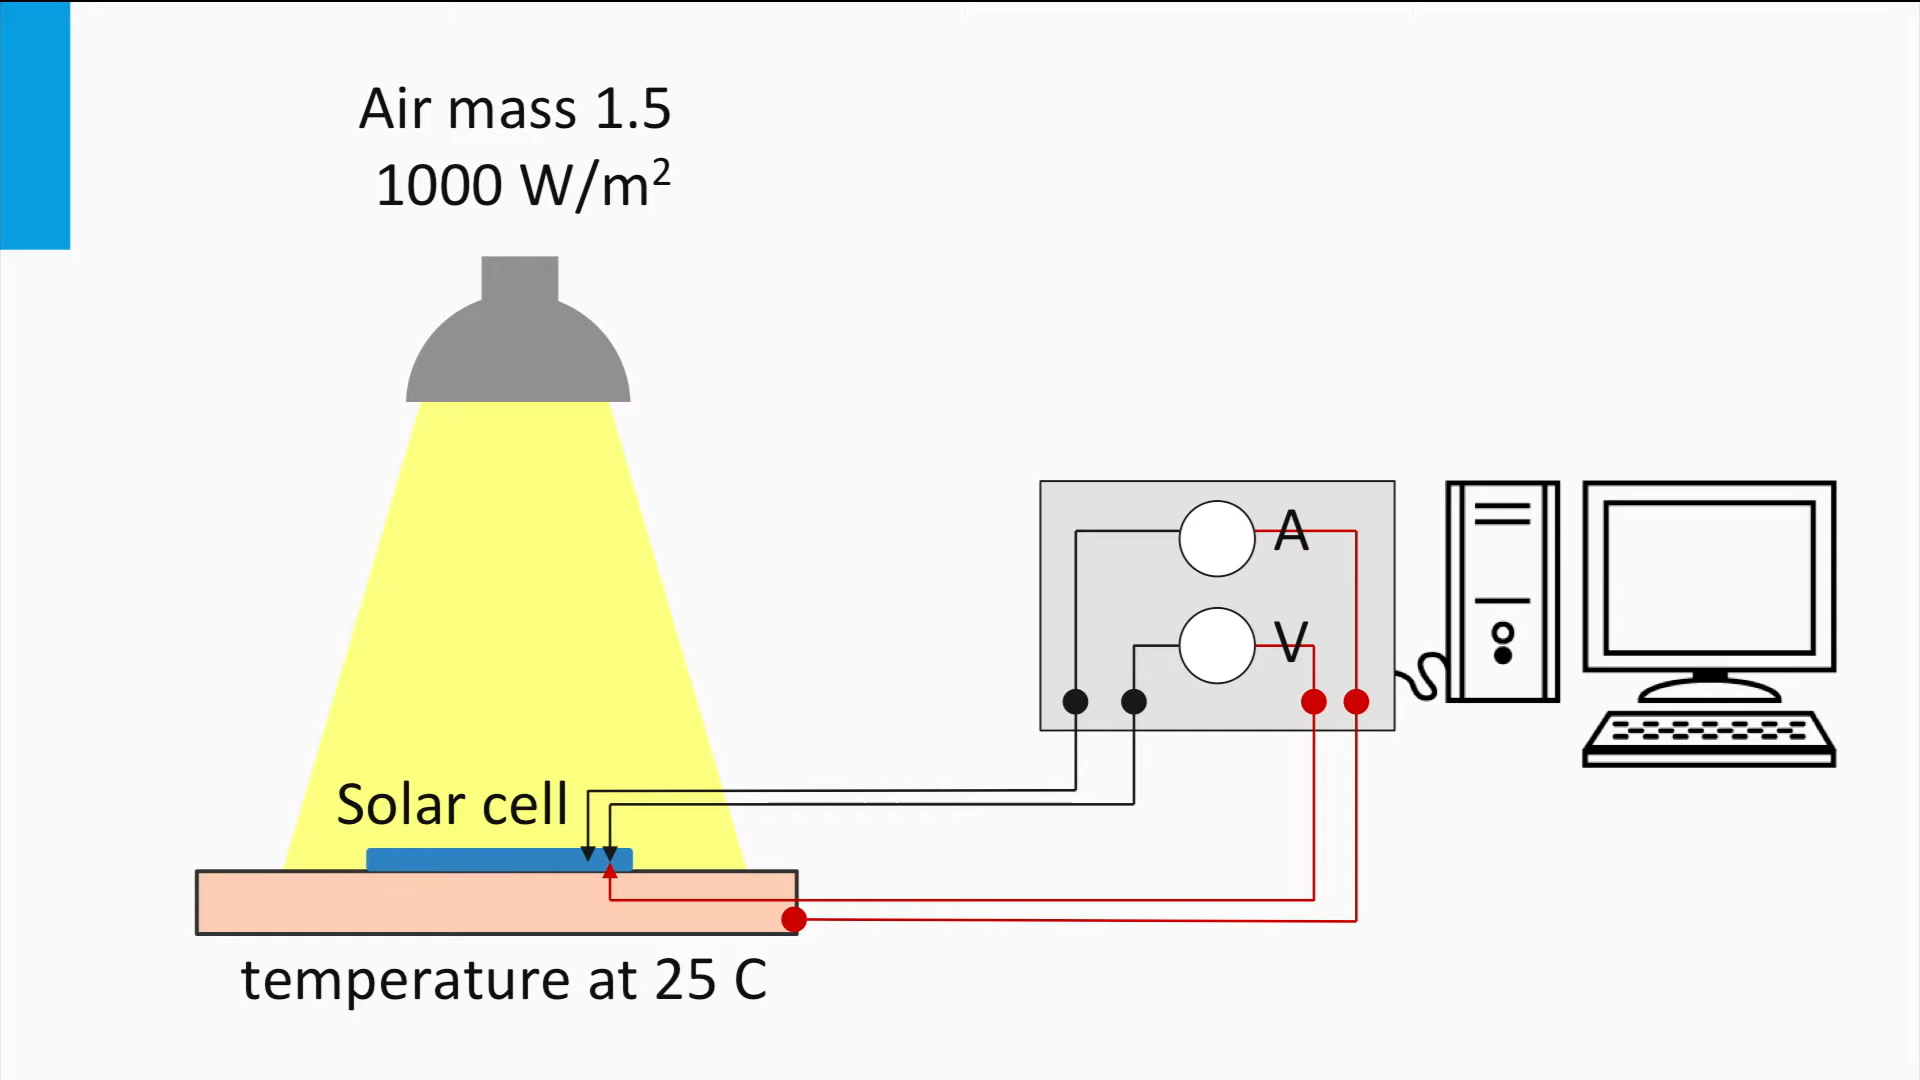 Air mass 1.5
1000 W/m²
A
V
Solar cell
temperature at 25 C